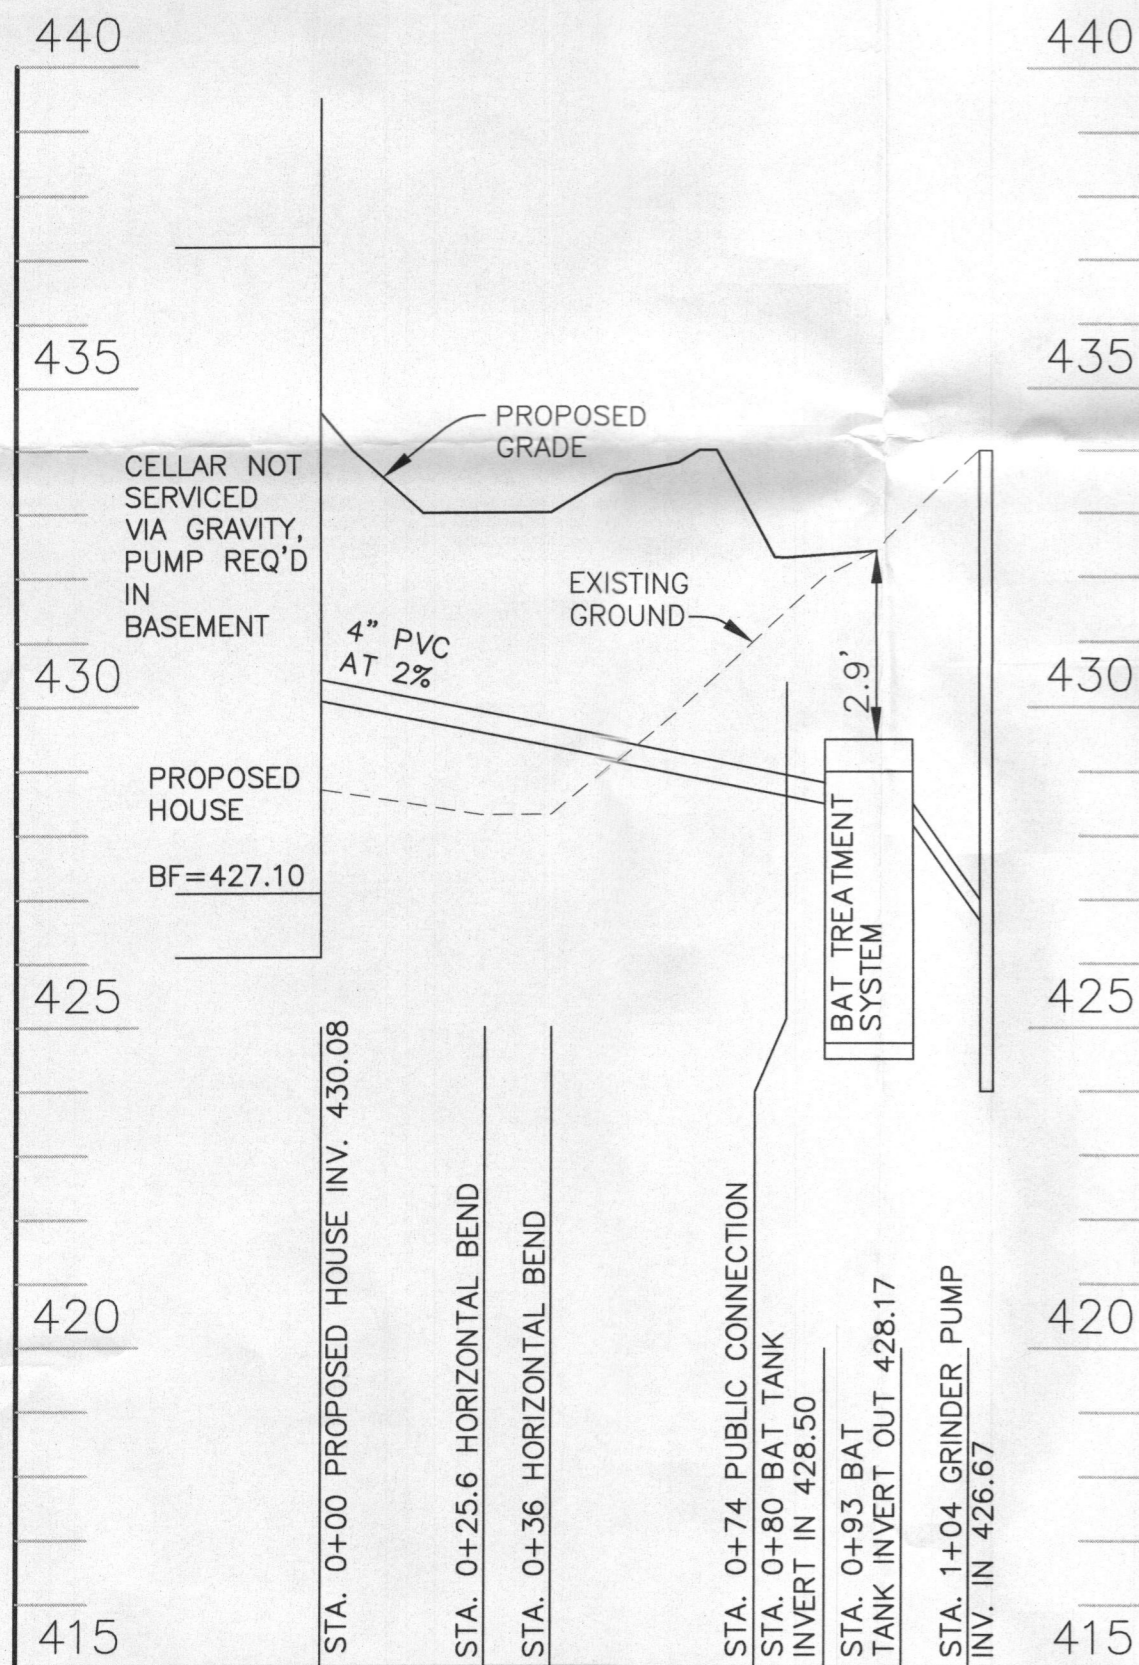 440
440
435
435
PROPOSED
GRADE
CELLAR NOT
SERVICED
VIA GRAVITY,
PUMP REQ'D
IN
BASEMENT
EXISTING
GROUND
4" PVC
AT 2%
430
430
2.9'
PROPOSED
HOUSE
BF=427.10
BAT TREATMENT
SYSTEM
425
425
STA. 0+00 PROPOSED HOUSE INV. 430.08
STA. 0+25.6 HORIZONTAL BEND
STA. 0+36 HORIZONTAL BEND
STA. 0+74 PUBLIC CONNECTION
STA. 0+80 BAT TANK
INVERT IN 428.50
STA. 0+93 BAT
TANK INVERT OUT 428.17
STA. 1+04 GRINDER PUMP
INV. IN 426.67
420
420
415
415